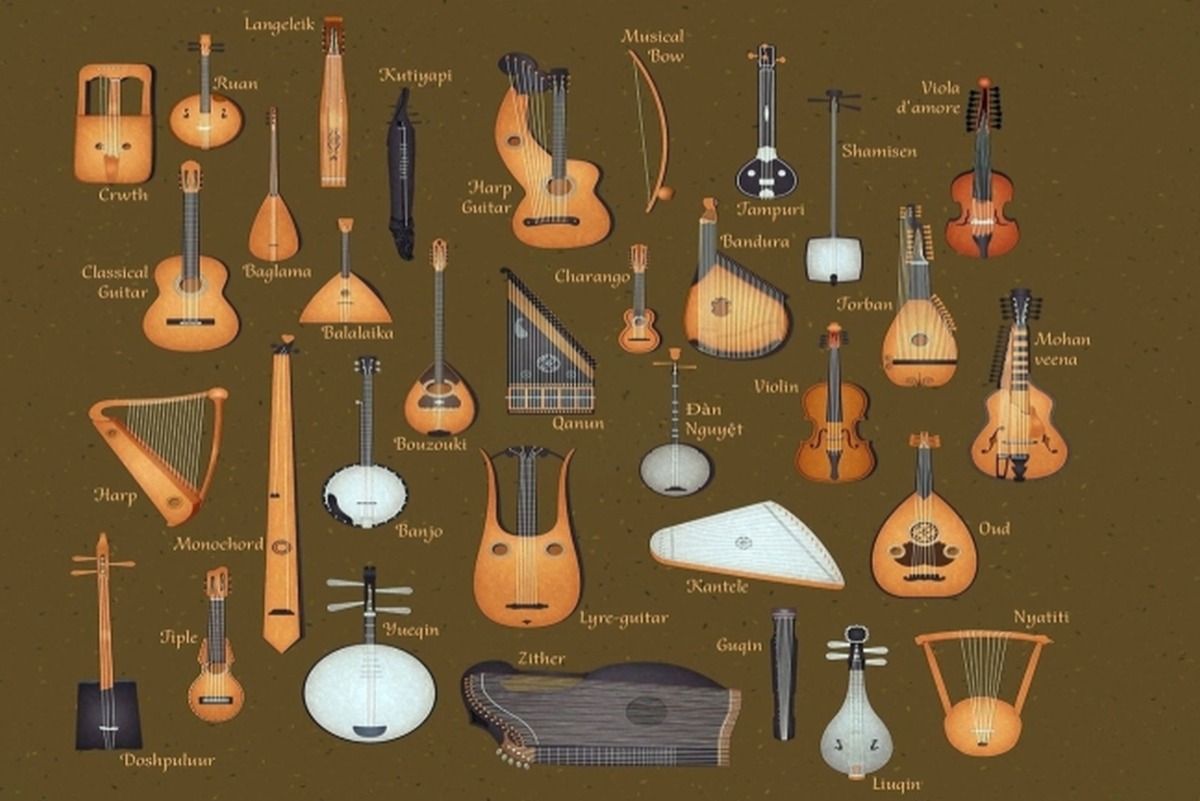 Langeleik
Ruan
Kutiyapi
Musical
Bow
Viola
d'amore
Shamisen
Crwth
Harp
Guitar
Tampuri
Bandura
Classical
Guitar
Baglama
Charango
Torban
Balalaika
Mohan
veena
Violin
Đàn
Nguyệt
Qanun
Bouzouki
Harp
Monochord
Banjo
Oud
Kantele
Lyre-guitar
Nyatiti
Tiple
Yueqin
Guqin
Zither
Doshpuluur
Liuqin